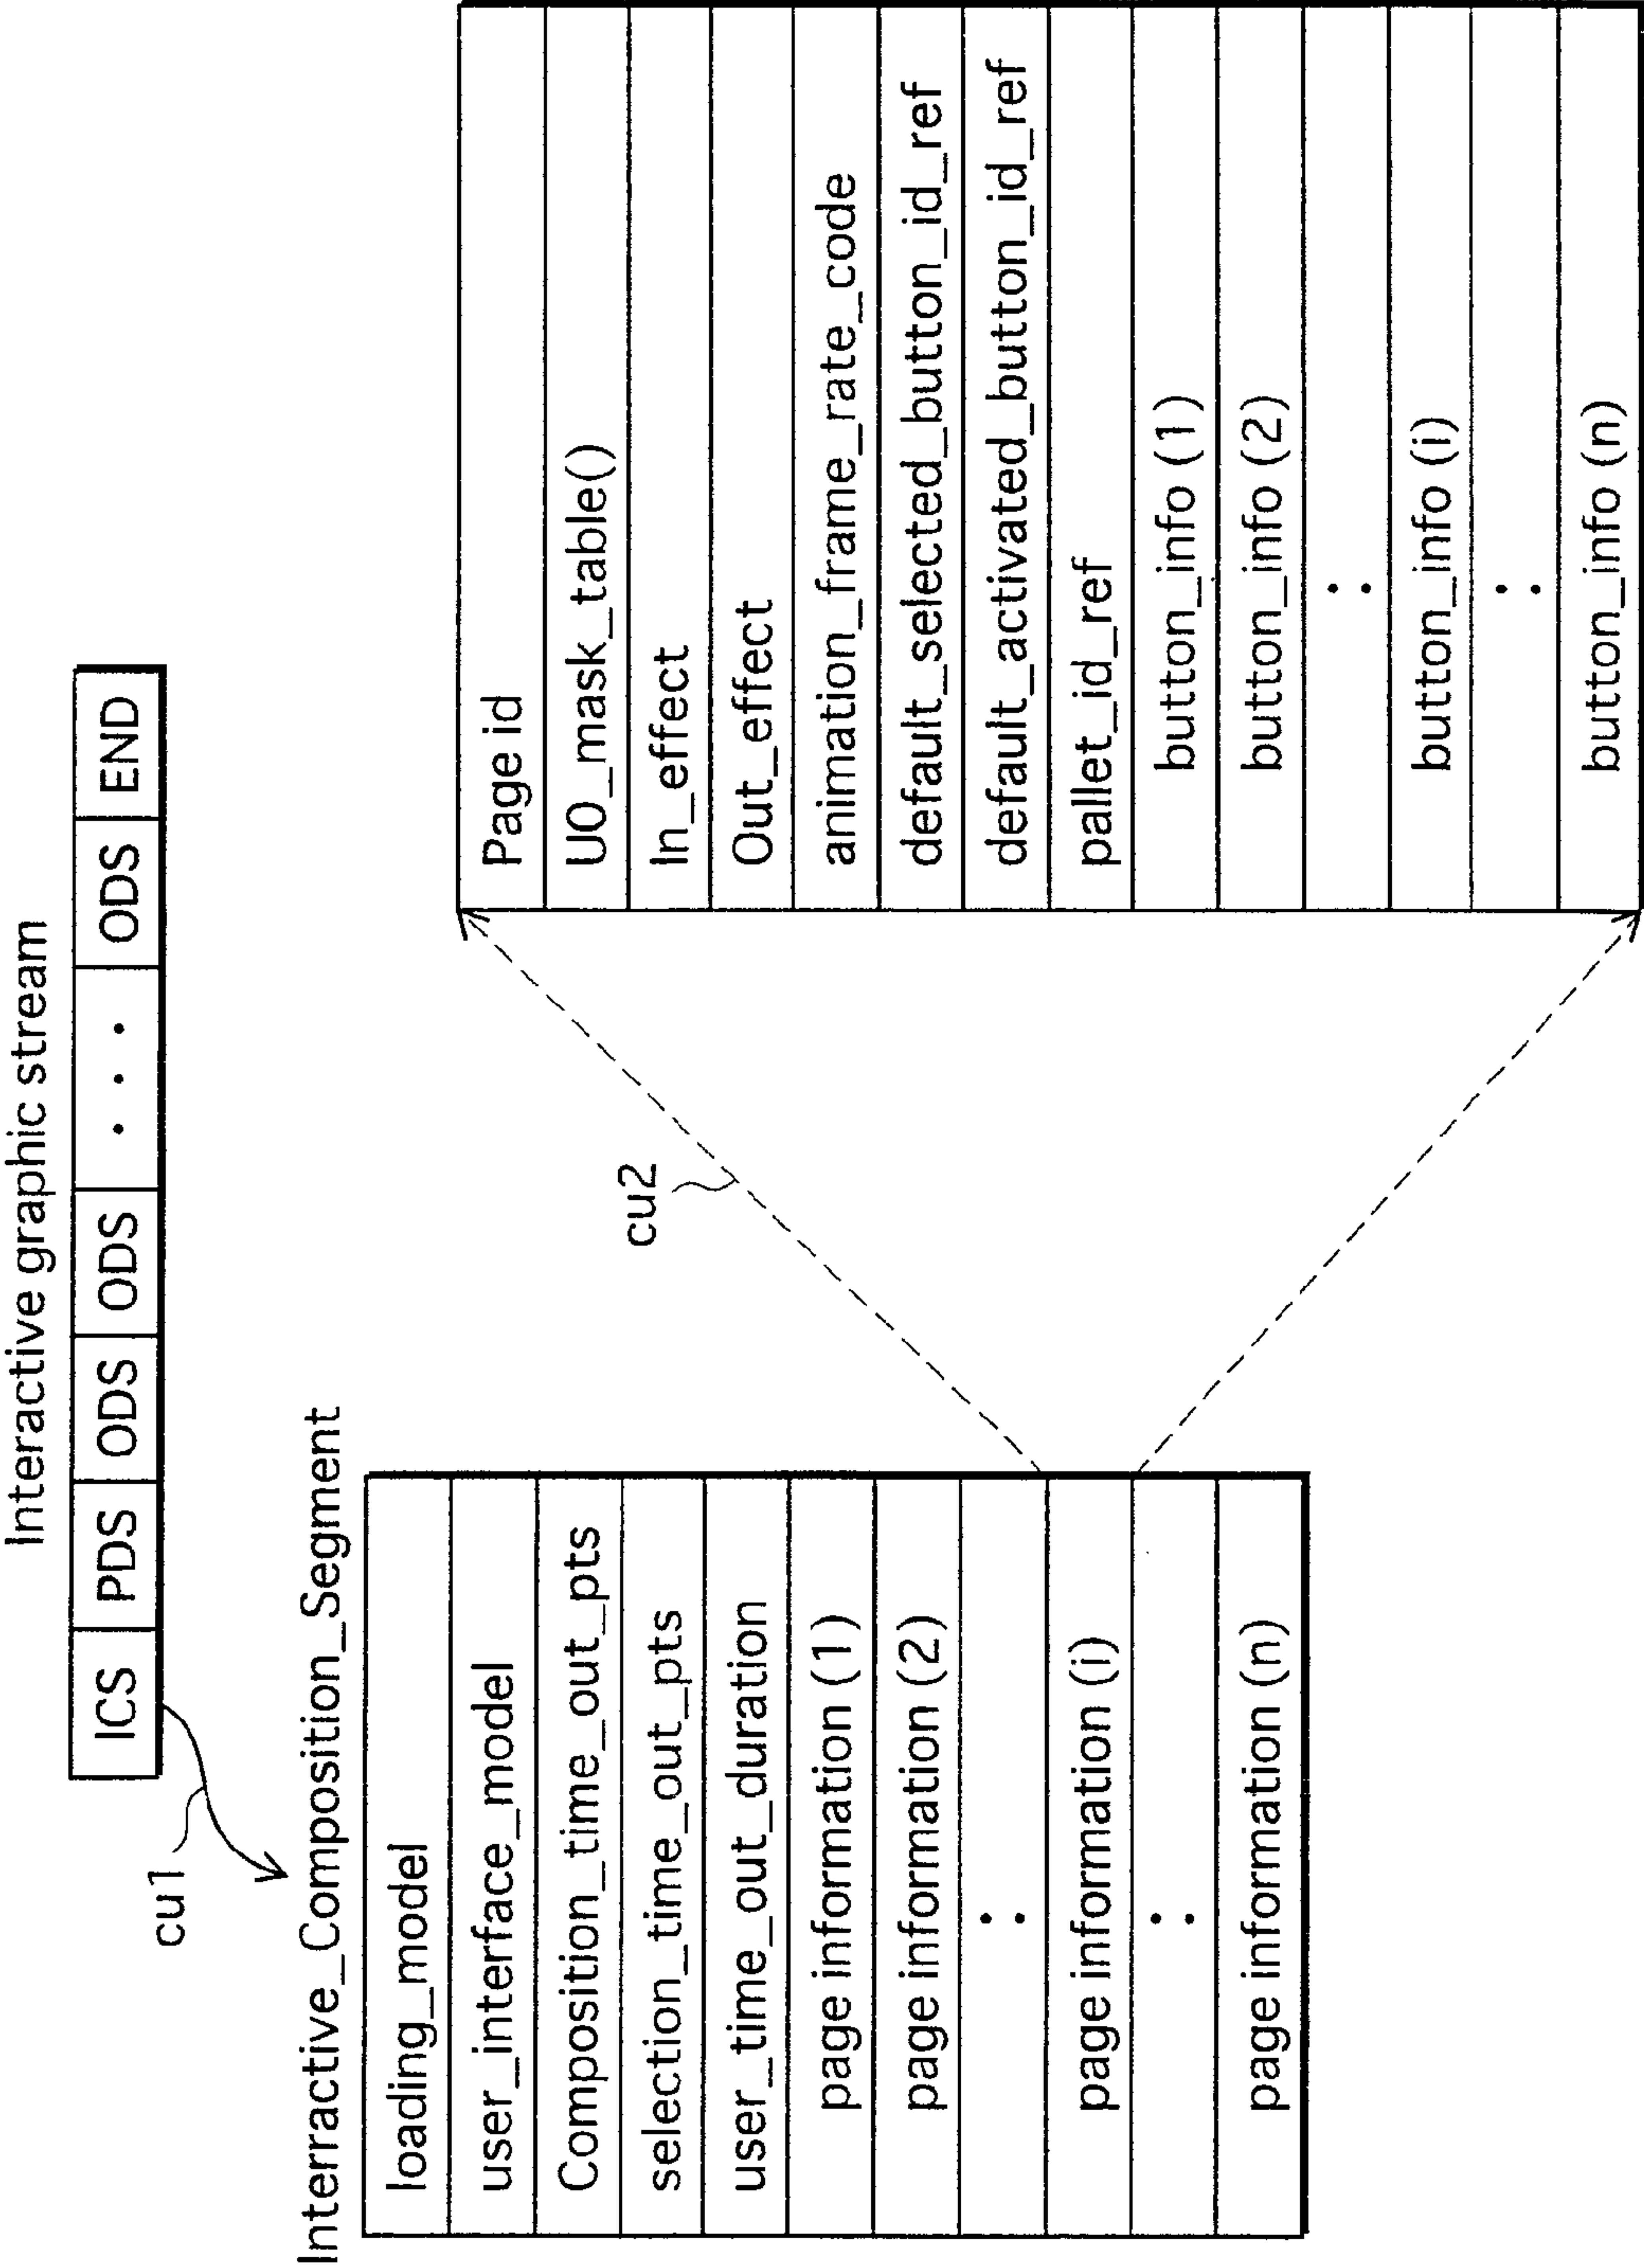 Interactive graphic stream
ICS PDS ODS ODS . . . ODS END
cu1
Interractive_Composition_Segment
loading_model
user_interface_model
Composition_time_out_pts
selection_time_out_pts
user_time_out_duration
page information (1)
page information (2)
:
page information (i)
:
page information (n)
cu2
Page id
UO_mask_table()
In_effect
Out_effect
animation_frame_rate_code
default_selected_button_id_ref
default_activated_button_id_ref
pallet_id_ref
button_info (1)
button_info (2)
:
button_info (i)
:
button_info (n)